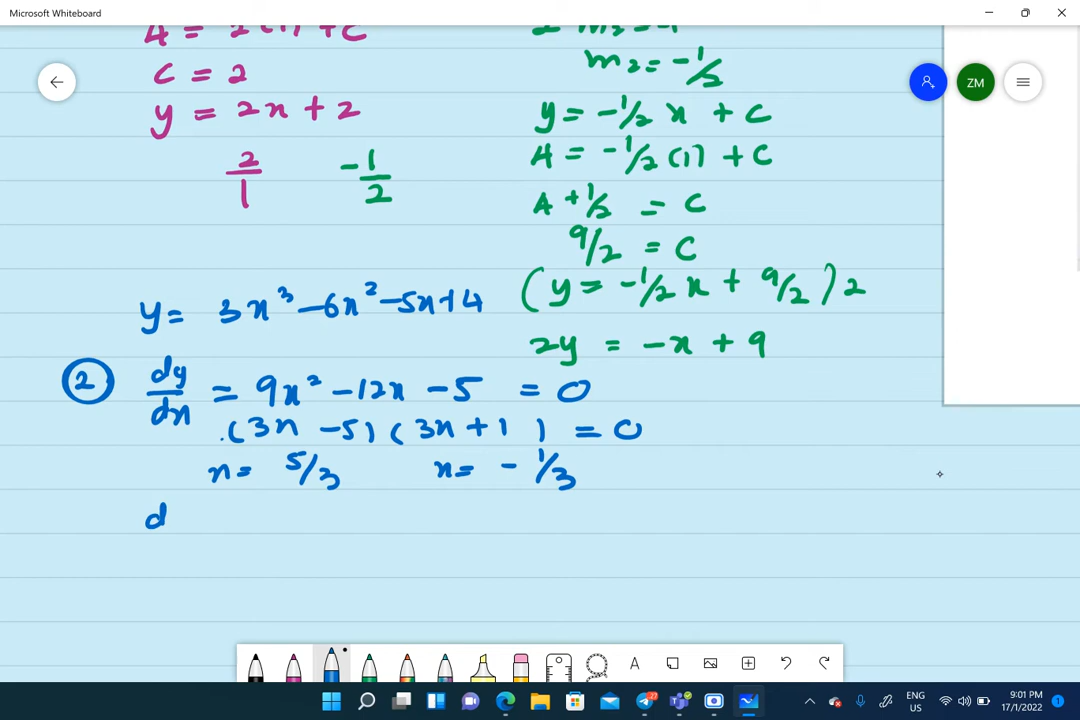 Microsoft Whiteboard
4 = 2(1) + C
C = 2
y = 2x + 2
2/1 -1/2
m2 = -1/2
y = -1/2 x + C
4 = -1/2 (1) + C
4 + 1/2 = C
9/2 = C
(y = -1/2 x + 9/2) 2
2y = -x + 9
y = 3x³ - 6x² - 5x + 4
2 dy/dx = 9x² - 12x - 5 = 0
(3x - 5) (3x + 1) = 0
x = 5/3 x = -1/3
d
ZM
A
27
ENG
US
9:01 PM
17/1/2022